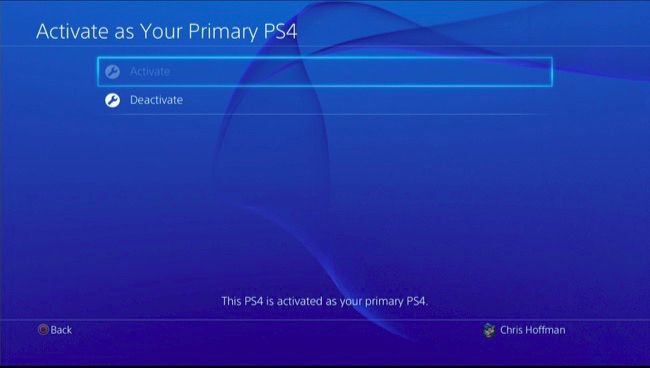 Activate as Your Primary PS4
Activate
Deactivate
This PS4 is activated as your primary PS4.
Back
Chris Hoffman